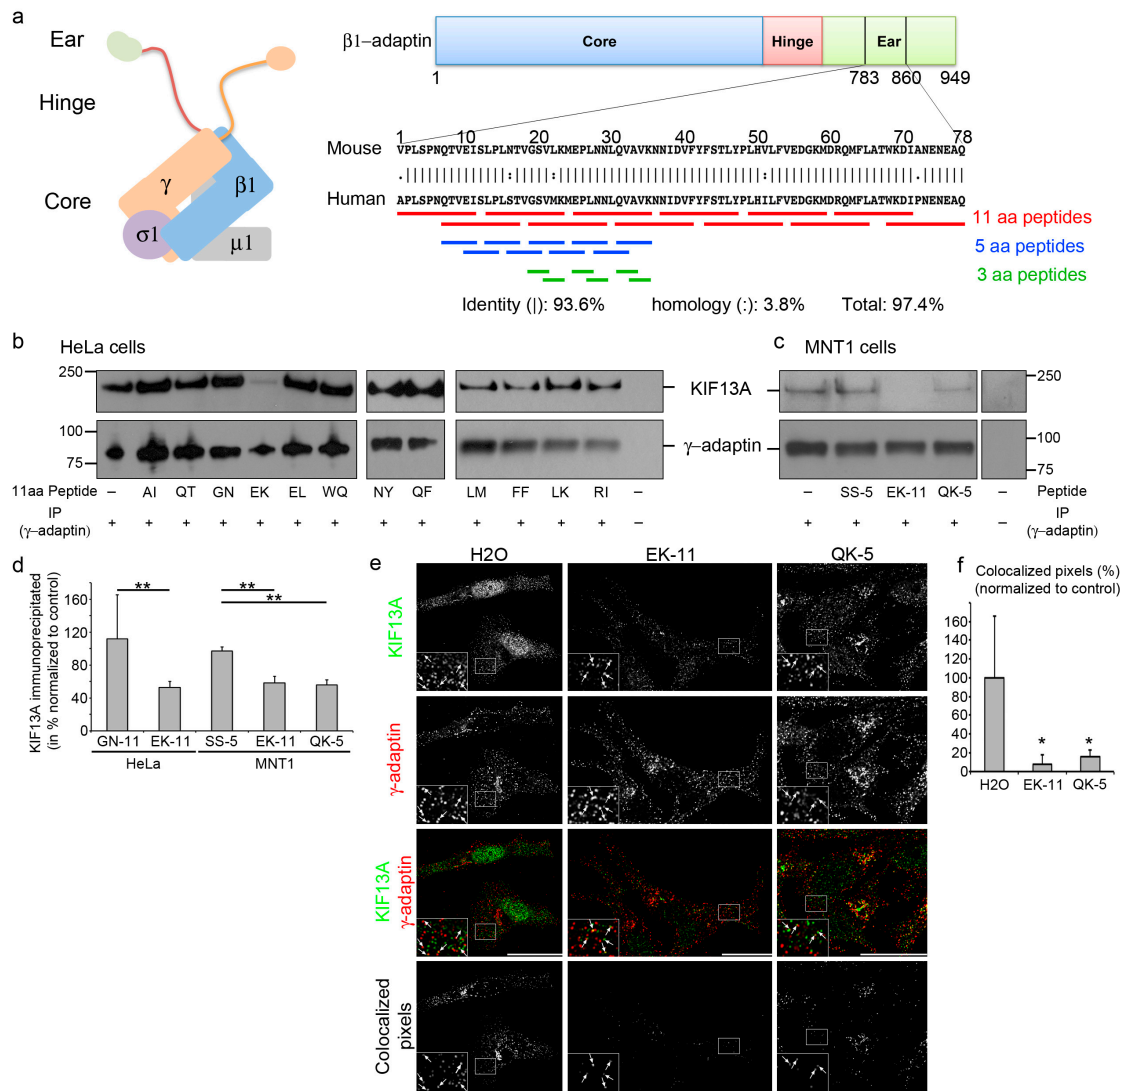 a
Ear
Hinge
Core
γ
β1
σ1
μ1
β1–adaptin
Core
Hinge
Ear
1
783
860
949
1 10 20 30 40 50 60 70 78
Mouse
VPLSPNQTVEISLPLNTVGSVLKMEPLNNLQVAVKNNIDVFYFSTLYPLHVLFVEDGKMDRQMFLATWKDIANENEAQ
Human
APLSPNQTVEISLPLSTVGSVMKMEPLNNLQVAVKNNIDVFYFSTLYPLHILFVEDGKMDRQMFLATWKDIPNENEAQ
11 aa peptides
5 aa peptides
3 aa peptides
Identity (|): 93.6% homology (:): 3.8% Total: 97.4%
b
HeLa cells
250
100
75
KIF13A
γ–adaptin
11aa Peptide – AI QT GN EK EL WQ NY QF LM FF LK RI –
IP
(γ–adaptin) + + + + + + + + + + + + + –
c
MNT1 cells
250
100
75
– SS-5 EK-11 QK-5 Peptide
+ + + + – IP
(γ–adaptin)
d
KIF13A immunoprecipitated
(in % normalized to control)
160
120
80
40
0
**
**
**
GN-11 EK-11 SS-5 EK-11 QK-5
HeLa MNT1
e
H2O EK-11 QK-5
KIF13A
γ–adaptin
KIF13A
γ–adaptin
Colocalized
pixels
f
Colocalized pixels (%)
(normalized to control)
160
140
120
100
80
60
40
20
0
*
*
H2O EK-11 QK-5